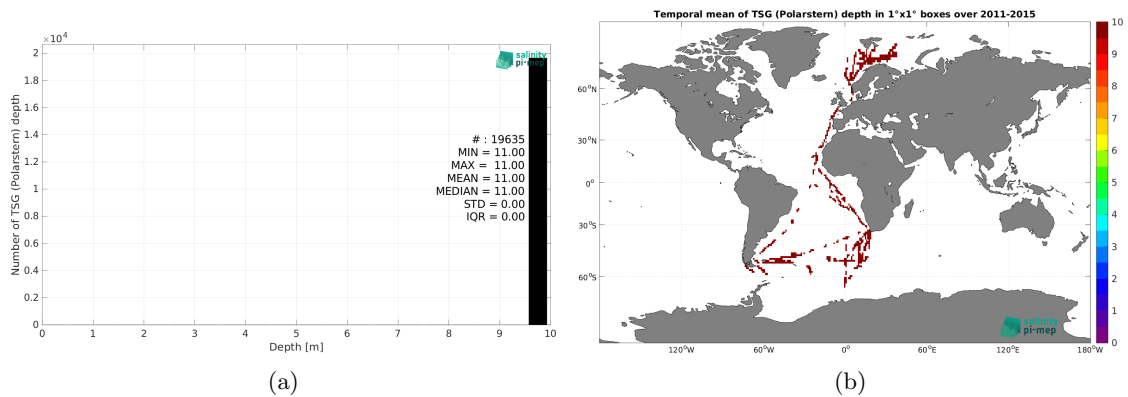 ×10⁴
2
1.8
1.6
1.4
1.2
1
0.8
0.6
0.4
0.2
0
Number of TSG (Polarstern) depth
salinity
pi-mep
# : 19635
MIN = 11.00
MAX = 11.00
MEAN = 11.00
MEDIAN = 11.00
STD = 0.00
IQR = 0.00
0 1 2 3 4 5 6 7 8 9 10
Depth [m]
(a)
Temporal mean of TSG (Polarstern) depth in 1°x1° boxes over 2011-2015
60°N
30°N
0°
30°S
60°S
120°W 60°W 0° 60°E 120°E 180°W
salinity
pi-mep
10
9
8
7
6
5
4
3
2
1
0
(b)